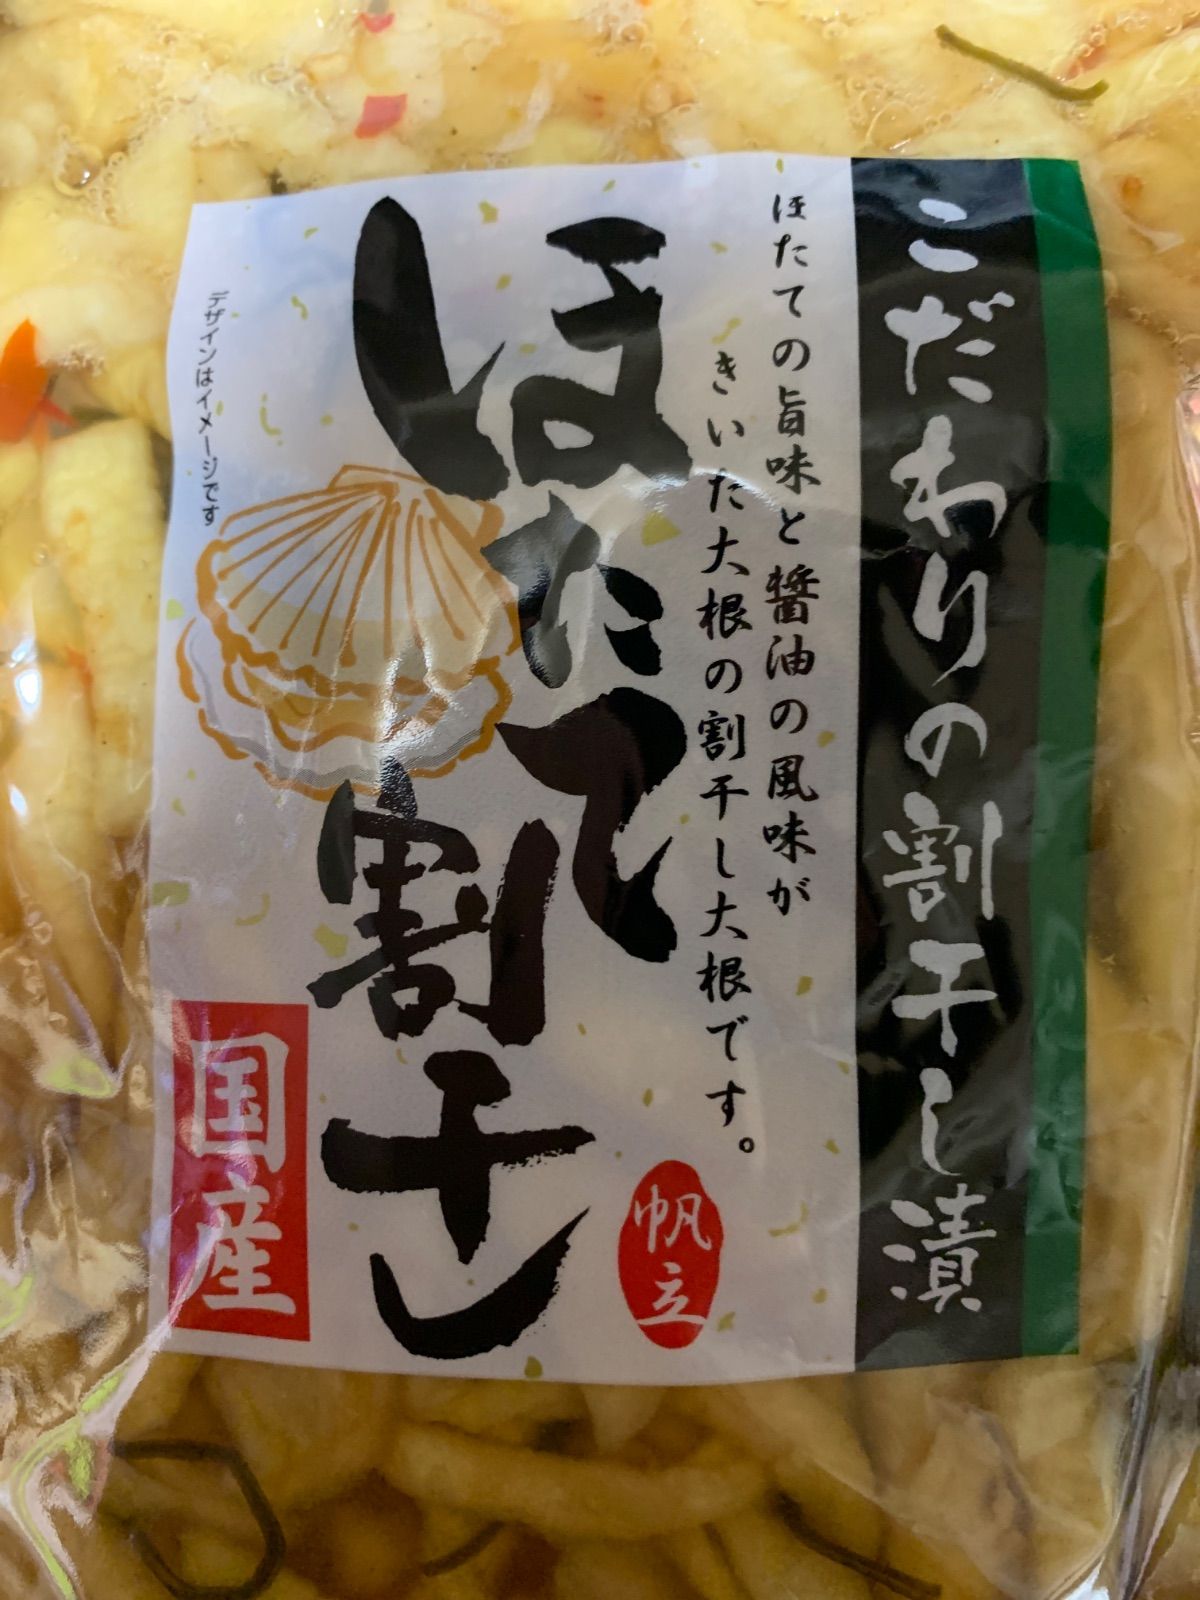 こだわりの割干し漬
ほたての旨味と醤油の風味が
きいた大根の割干し大根です。
ほたて割干し
帆立
デザインはイメージです
国産